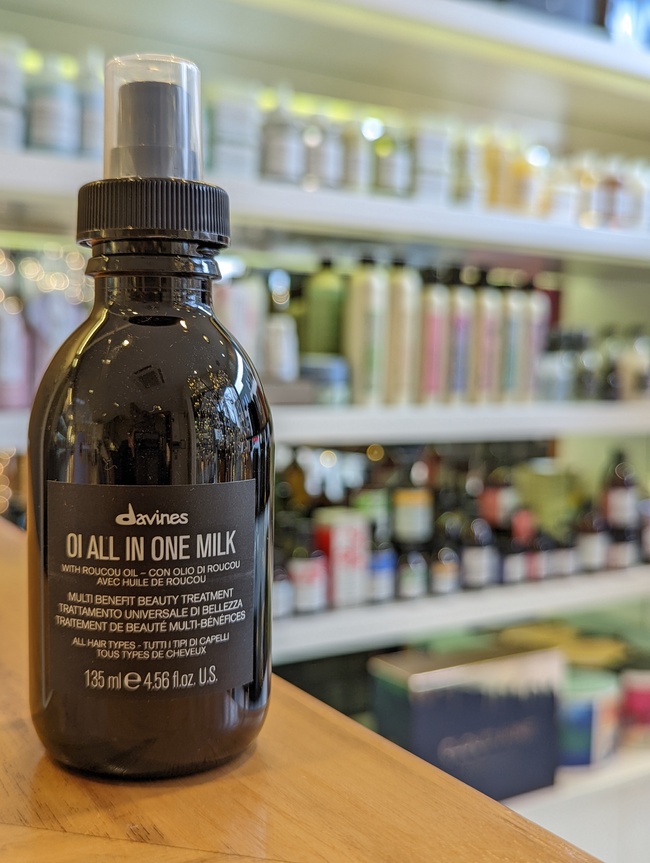 davines
OI ALL IN ONE MILK
WITH ROUCOU OIL – CON OLIO DI ROUCOU
AVEC HUILE DE ROUCOU
MULTI BENEFIT BEAUTY TREATMENT
TRATTAMENTO UNIVERSALE DI BELLEZZA
TRAITEMENT DE BEAUTÉ MULTI-BÉNÉFICES
ALL HAIR TYPES - TUTTI I TIPI DI CAPELLI
TOUS TYPES DE CHEVEUX
135 ml ℮ 4.56 fl.oz. U.S.